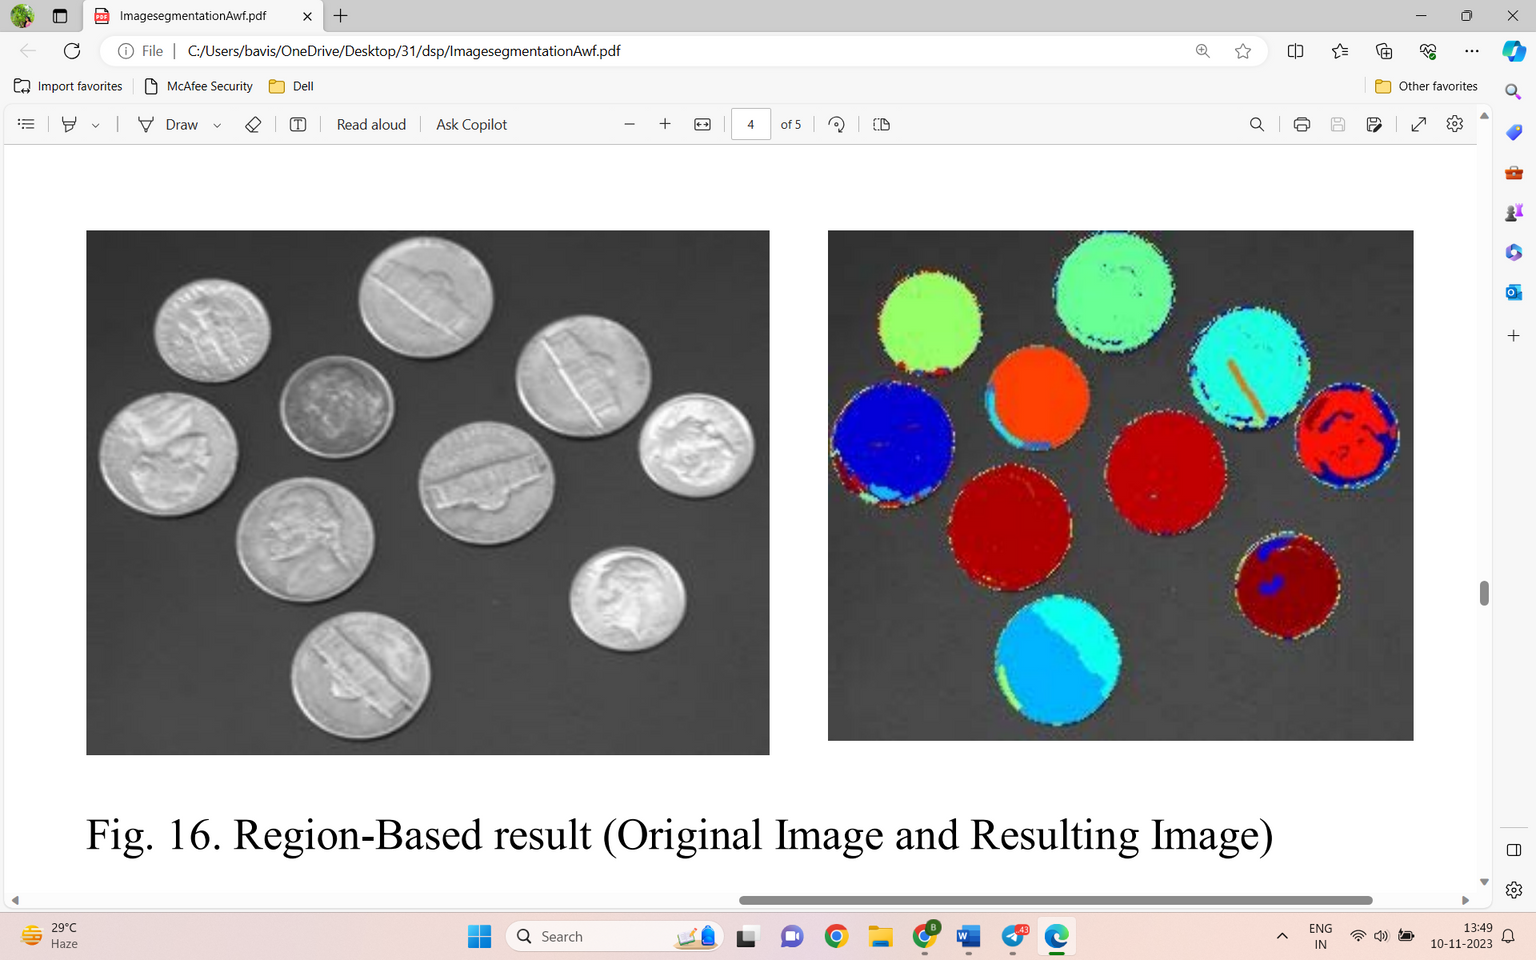 ImagesegmentationAwf.pdf
File
C:/Users/bavis/OneDrive/Desktop/31/dsp/ImagesegmentationAwf.pdf
Import favorites
McAfee Security
Dell
Other favorites
Draw
Read aloud
Ask Copilot
4
of 5
Fig. 16. Region-Based result (Original Image and Resulting Image)
29°C
Haze
Search
B
W
43
ENG
IN
13:49
10-11-2023